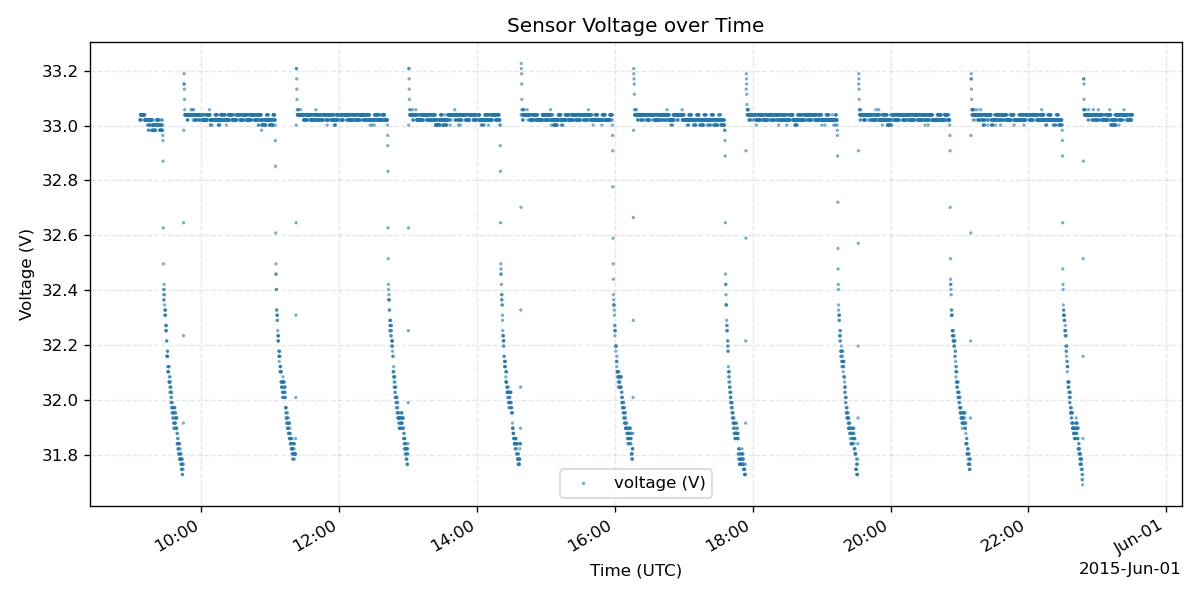 Sensor Voltage over Time
Voltage (V)
33.2
33.0
32.8
32.6
32.4
32.2
32.0
31.8
voltage (V)
10:00
12:00
14:00
16:00
18:00
20:00
22:00
Jun-01
2015-Jun-01
Time (UTC)